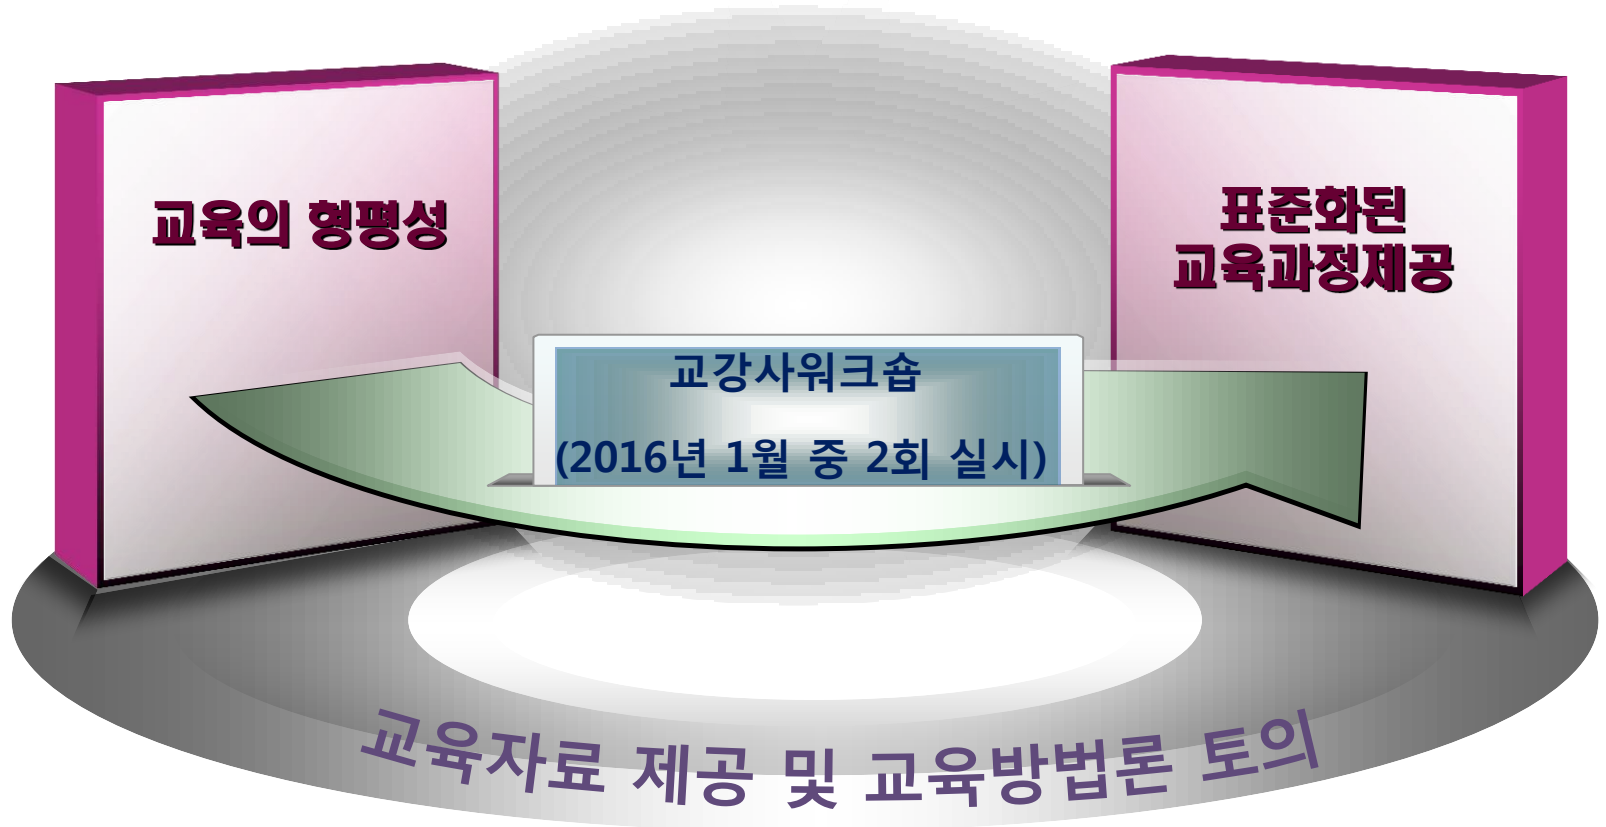 교육의 형평성
표준화된
교육과정제공
교강사워크숍
(2016년 1월 중 2회 실시)
교육자료 제공 및 교육방법론 토의